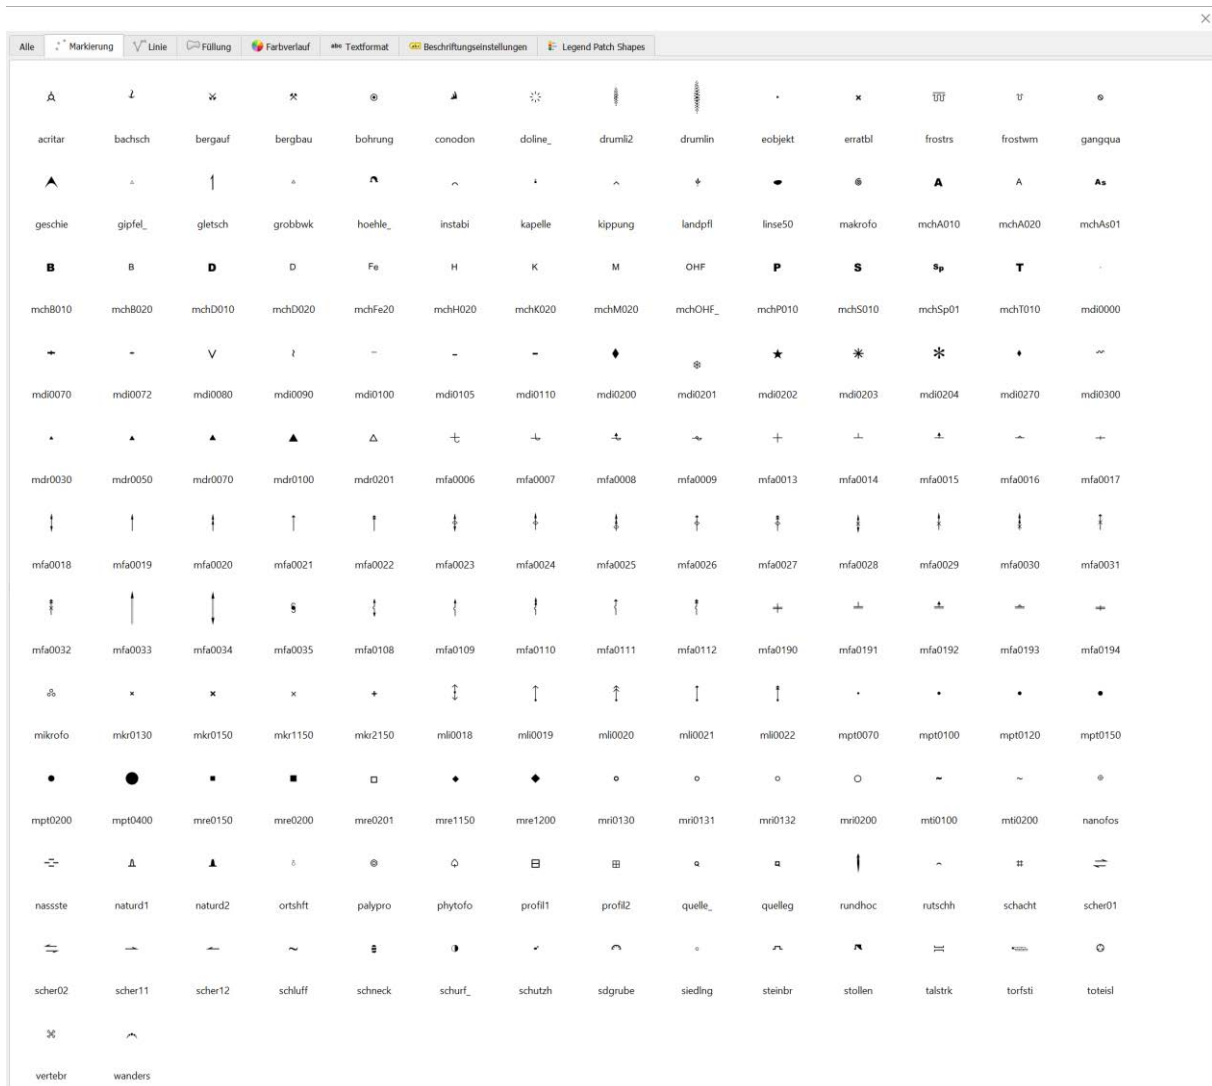 Alle Markierung Linie Füllung Farbverlauf abc Textformat abc Beschriftungseinstellungen Legend Patch Shapes
acritar bachsch bergauf bergbau bohrung conodon doline_ drumli2 drumlin eobjekt erratbl frostrs frostwm gangqua
A A As
geschie gipfel_ gletsch grobbwk hoehle_ instabi kapelle kippung landpfl linse50 makrofo mchA010 mchA020 mchAs01
B B D D Fe H K M OHF P S Sp T
mchB010 mchB020 mchD010 mchD020 mchFe20 mchH020 mchK020 mchM020 mchOHF_ mchP010 mchS010 mchSp01 mchT010 mdi0000
mdi0070 mdi0072 mdi0080 mdi0090 mdi0100 mdi0105 mdi0110 mdi0200 mdi0201 mdi0202 mdi0203 mdi0204 mdi0270 mdi0300
mdr0030 mdr0050 mdr0070 mdr0100 mdr0201 mfa0006 mfa0007 mfa0008 mfa0009 mfa0013 mfa0014 mfa0015 mfa0016 mfa0017
mfa0018 mfa0019 mfa0020 mfa0021 mfa0022 mfa0023 mfa0024 mfa0025 mfa0026 mfa0027 mfa0028 mfa0029 mfa0030 mfa0031
mfa0032 mfa0033 mfa0034 mfa0035 mfa0108 mfa0109 mfa0110 mfa0111 mfa0112 mfa0190 mfa0191 mfa0192 mfa0193 mfa0194
mikrofo mkr0130 mkr0150 mkr1150 mkr2150 mli0018 mli0019 mli0020 mli0021 mli0022 mpt0070 mpt0100 mpt0120 mpt0150
mpt0200 mpt0400 mre0150 mre0200 mre0201 mre1150 mre1200 mri0130 mri0131 mri0132 mri0200 mti0100 mti0200 nanofos
nassste naturd1 naturd2 ortshft palypro phytofo profil1 profil2 quelle_ quelleg rundhoc rutschh schacht scher01
scher02 scher11 scher12 schluff schneck schurf_ schutzh sdgrube siedlng steinbr stollen talstrk torfsti toteisl
vertebr wanders